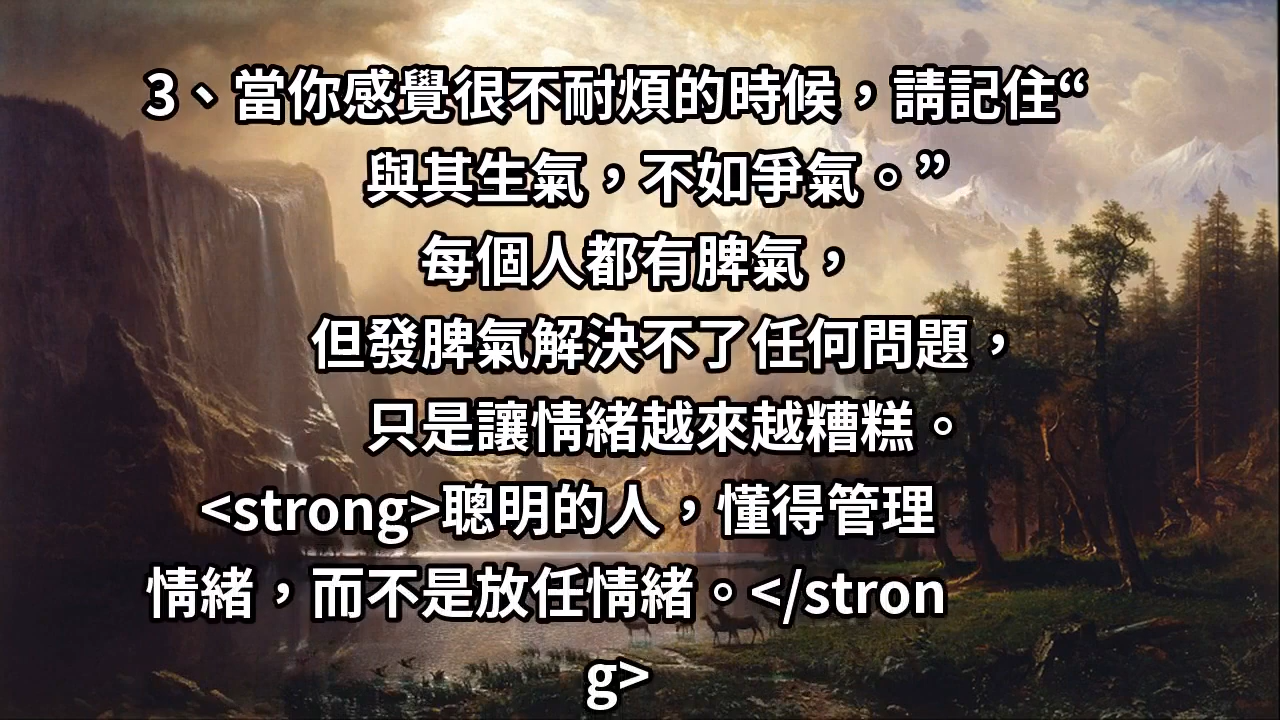 3、當你感覺很不耐煩的時候，請記住“
與其生氣，不如爭氣。”
每個人都有脾氣，
但發脾氣解決不了任何問題，
只是讓情緒越來越糟糕。
<strong>聰明的人，懂得管理
情緒，而不是放任情緒。</stron
g>